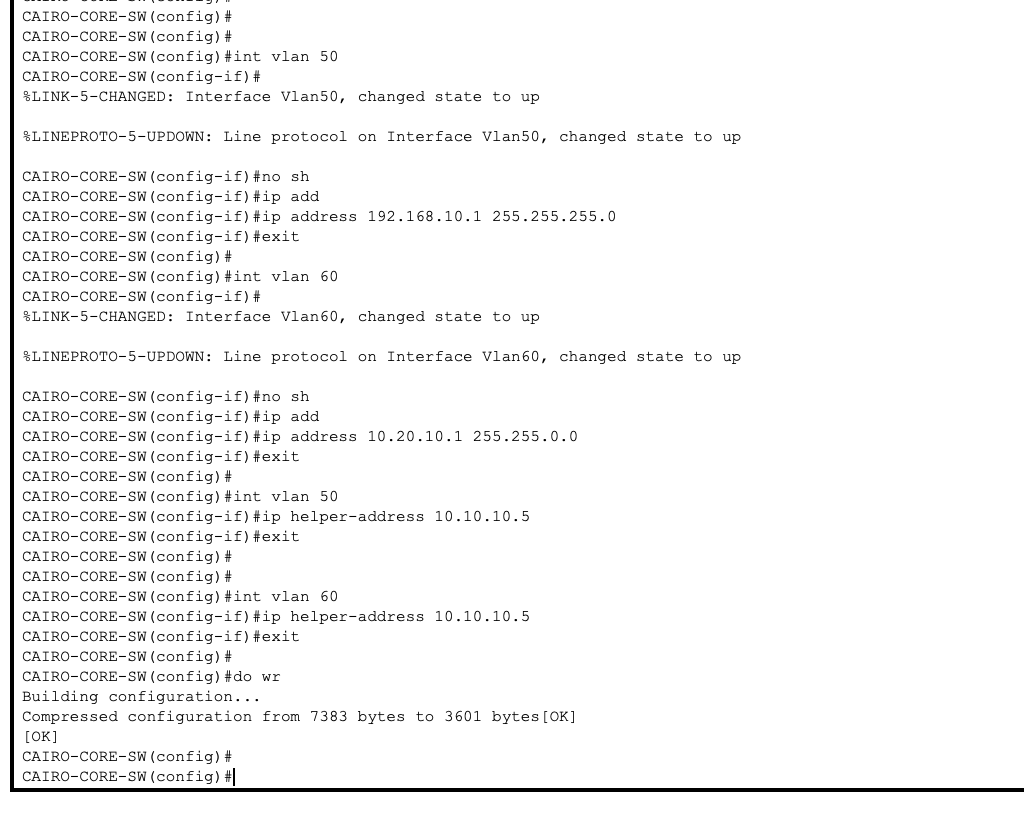 CAIRO-CORE-SW(config)#
CAIRO-CORE-SW(config)#
CAIRO-CORE-SW(config)#
CAIRO-CORE-SW(config)#int vlan 50
CAIRO-CORE-SW(config-if)#
%LINK-5-CHANGED: Interface Vlan50, changed state to up
%LINEPROTO-5-UPDOWN: Line protocol on Interface Vlan50, changed state to up
CAIRO-CORE-SW(config-if)#no sh
CAIRO-CORE-SW(config-if)#ip add
CAIRO-CORE-SW(config-if)#ip address 192.168.10.1 255.255.255.0
CAIRO-CORE-SW(config-if)#exit
CAIRO-CORE-SW(config)#
CAIRO-CORE-SW(config)#int vlan 60
CAIRO-CORE-SW(config-if)#
%LINK-5-CHANGED: Interface Vlan60, changed state to up
%LINEPROTO-5-UPDOWN: Line protocol on Interface Vlan60, changed state to up
CAIRO-CORE-SW(config-if)#no sh
CAIRO-CORE-SW(config-if)#ip add
CAIRO-CORE-SW(config-if)#ip address 10.20.10.1 255.255.0.0
CAIRO-CORE-SW(config-if)#exit
CAIRO-CORE-SW(config)#
CAIRO-CORE-SW(config)#int vlan 50
CAIRO-CORE-SW(config-if)#ip helper-address 10.10.10.5
CAIRO-CORE-SW(config-if)#exit
CAIRO-CORE-SW(config)#
CAIRO-CORE-SW(config)#
CAIRO-CORE-SW(config)#int vlan 60
CAIRO-CORE-SW(config-if)#ip helper-address 10.10.10.5
CAIRO-CORE-SW(config-if)#exit
CAIRO-CORE-SW(config)#
CAIRO-CORE-SW(config)#do wr
Building configuration...
Compressed configuration from 7383 bytes to 3601 bytes[OK]
[OK]
CAIRO-CORE-SW(config)#
CAIRO-CORE-SW(config)#